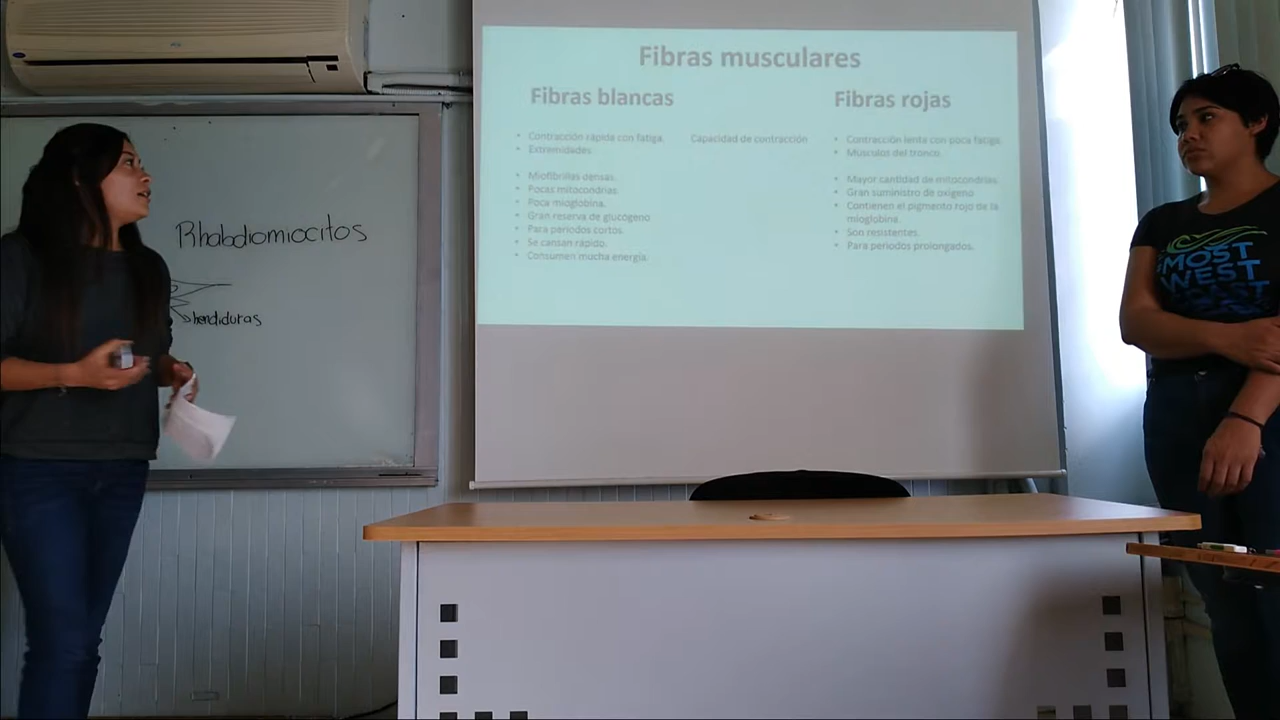 Fibras musculares
Fibras blancas
• Contracción rápida con fatiga.
• Extremidades
• Miofibrillas densas.
• Pocas mitocondrias
• Poca mioglobina.
• Gran reserva de glucogeno
• Para periodos cortos.
• Se cansan rápido.
• Consumen mucha energía.
Capacidad de contracción
Fibras rojas
• Contracción lenta con poca fatiga.
• Músculos del tronco.
• Mayor cantidad de mitocondrias.
• Gran suministro de oxigeno
• Contienen el pigmento rojo de la
mioglobina.
• Son resistentes.
• Para periodos prolongados.
Rhabdiomiocitos
hendiduras
MOST
WEST